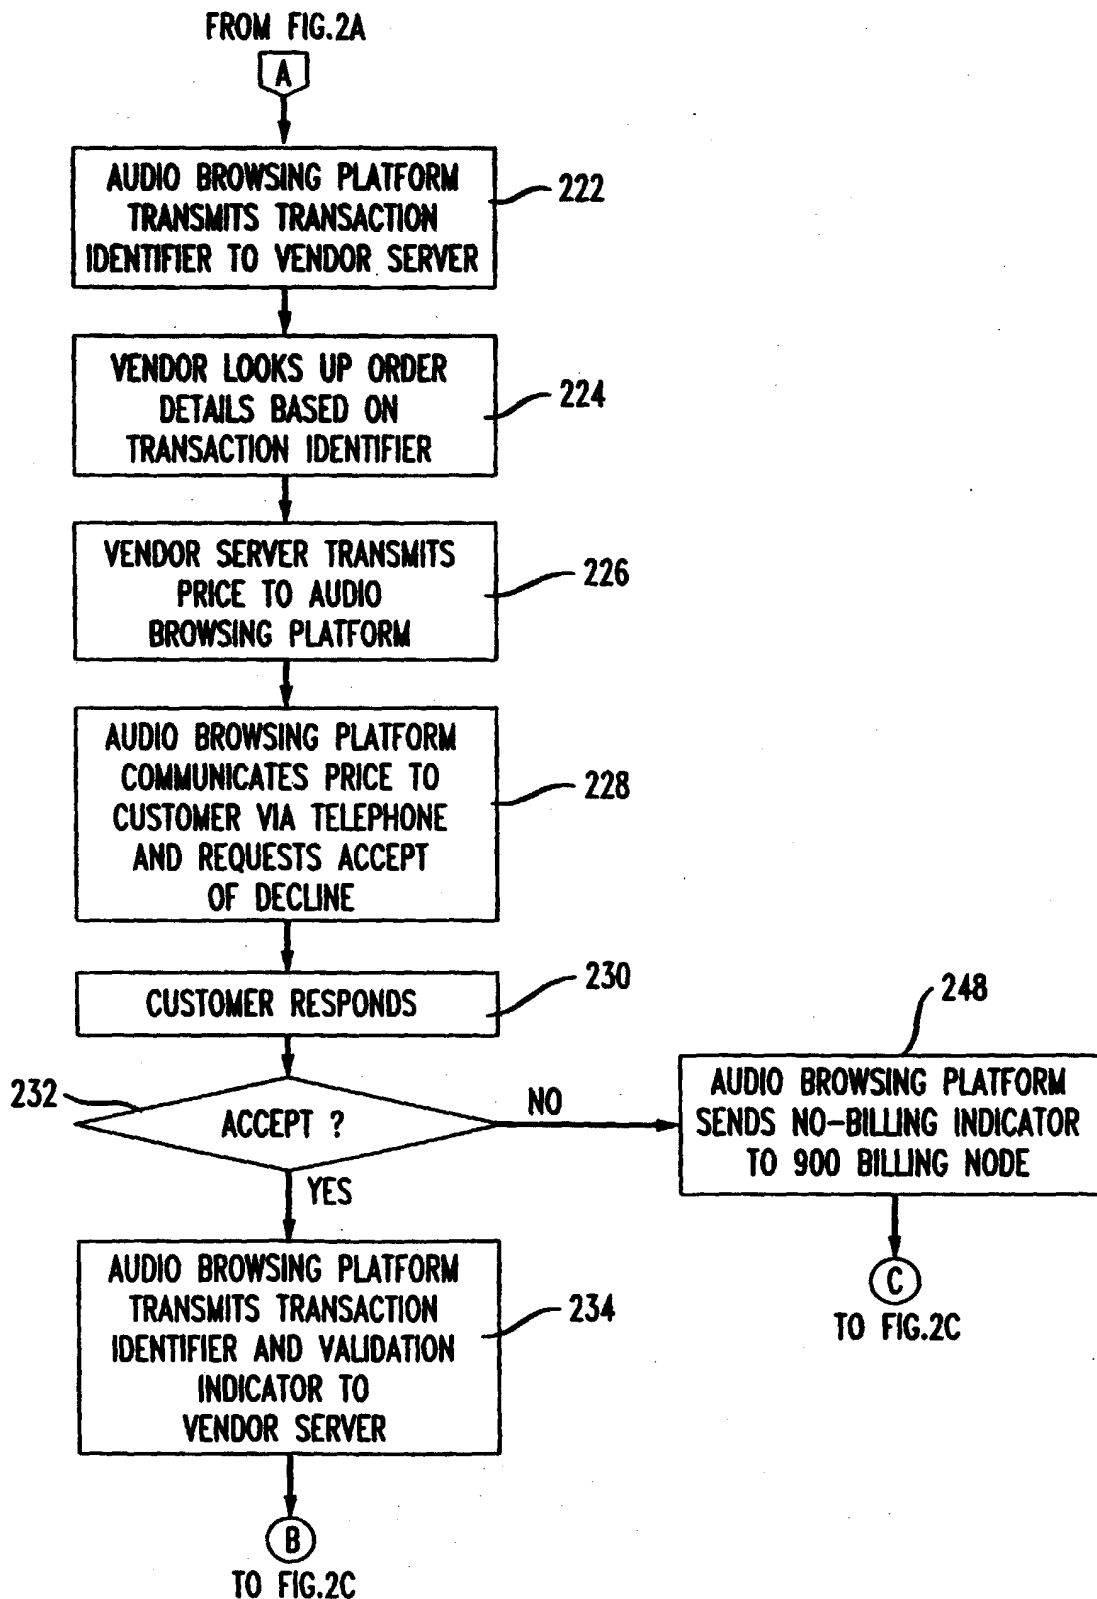 FROM FIG.2A
A
AUDIO BROWSING PLATFORM
TRANSMITS TRANSACTION
IDENTIFIER TO VENDOR SERVER
222
VENDOR LOOKS UP ORDER
DETAILS BASED ON
TRANSACTION IDENTIFIER
224
VENDOR SERVER TRANSMITS
PRICE TO AUDIO
BROWSING PLATFORM
226
AUDIO BROWSING PLATFORM
COMMUNICATES PRICE TO
CUSTOMER VIA TELEPHONE
AND REQUESTS ACCEPT
OF DECLINE
228
CUSTOMER RESPONDS
230
232
ACCEPT ?
NO
YES
248
AUDIO BROWSING PLATFORM
SENDS NO-BILLING INDICATOR
TO 900 BILLING NODE
C
TO FIG.2C
AUDIO BROWSING PLATFORM
TRANSMITS TRANSACTION
IDENTIFIER AND VALIDATION
INDICATOR TO
VENDOR SERVER
234
B
TO FIG.2C